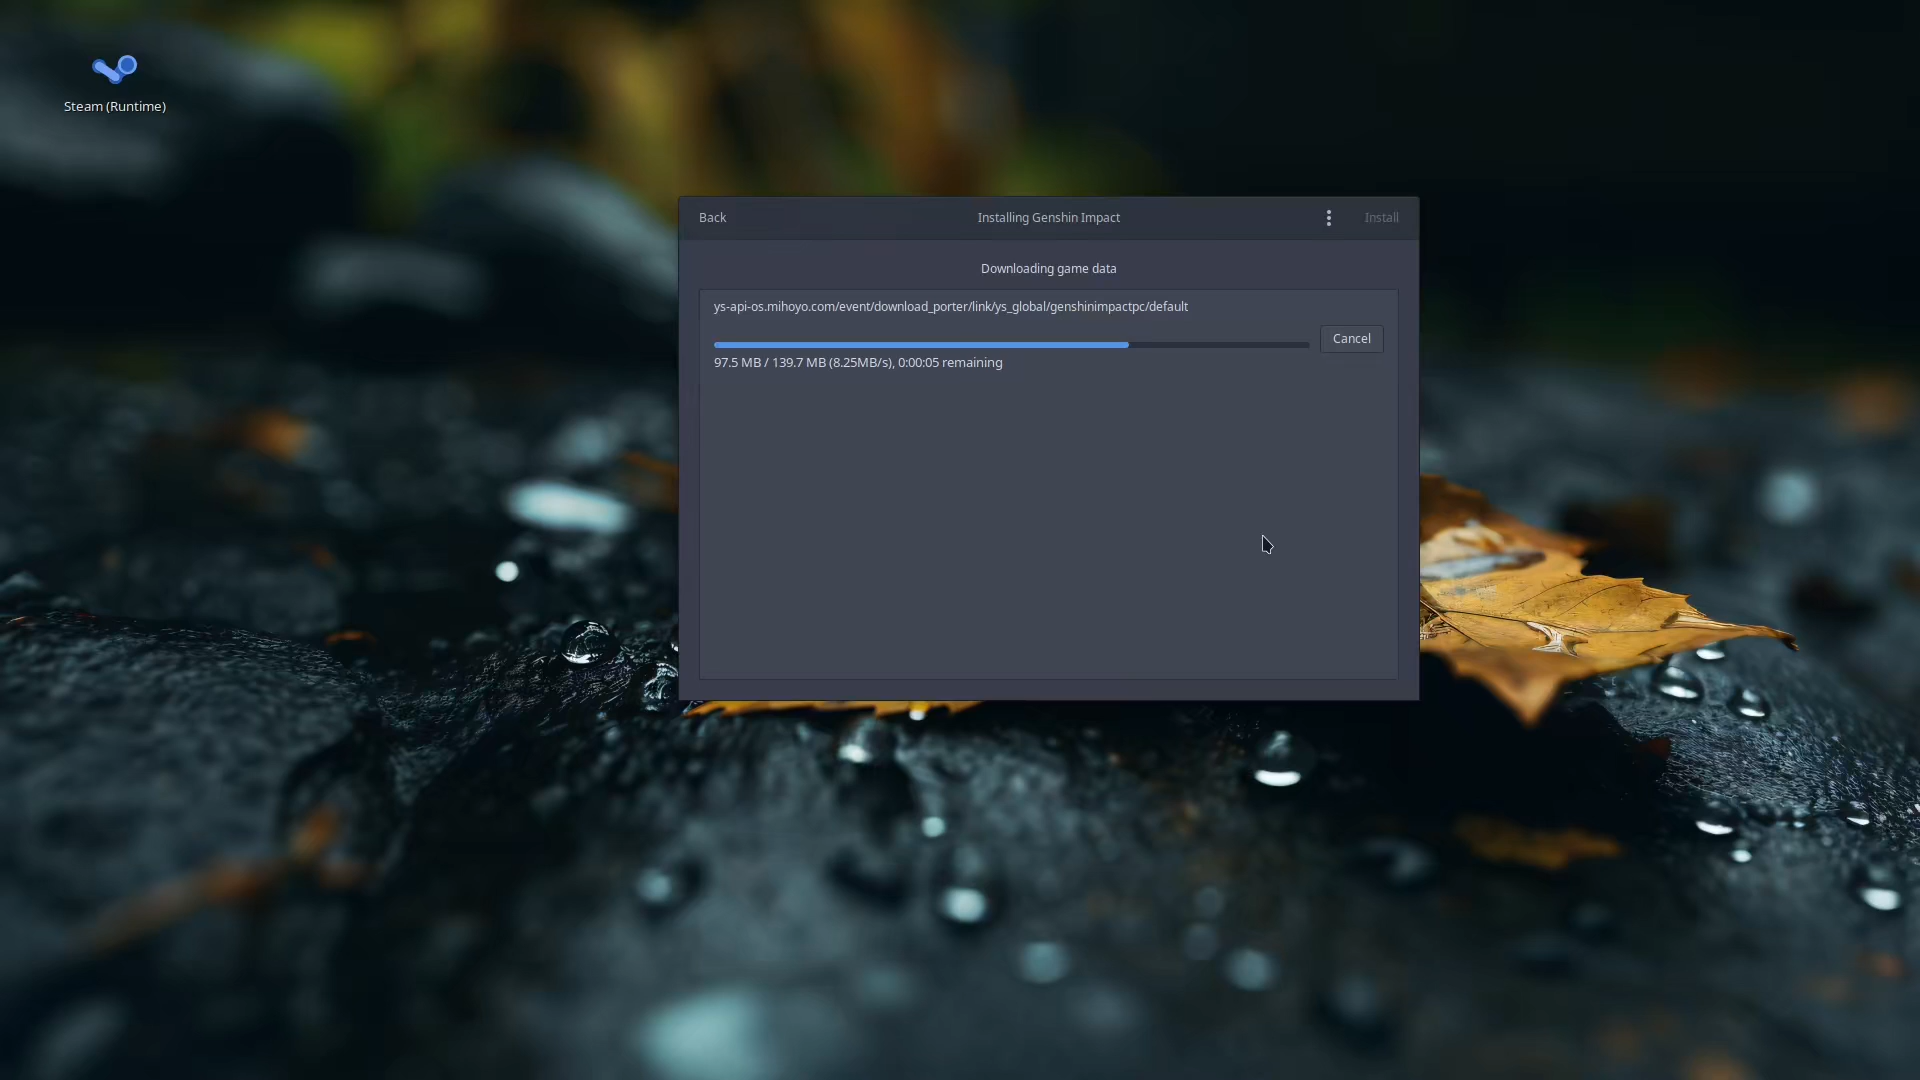 Steam (Runtime)
Back
Installing Genshin Impact
Install
Downloading game data
ys-api-os.mihoyo.com/event/download_porter/link/ys_global/genshinimpactpc/default
Cancel
97.5 MB / 139.7 MB (8.25MB/s), 0:00:05 remaining